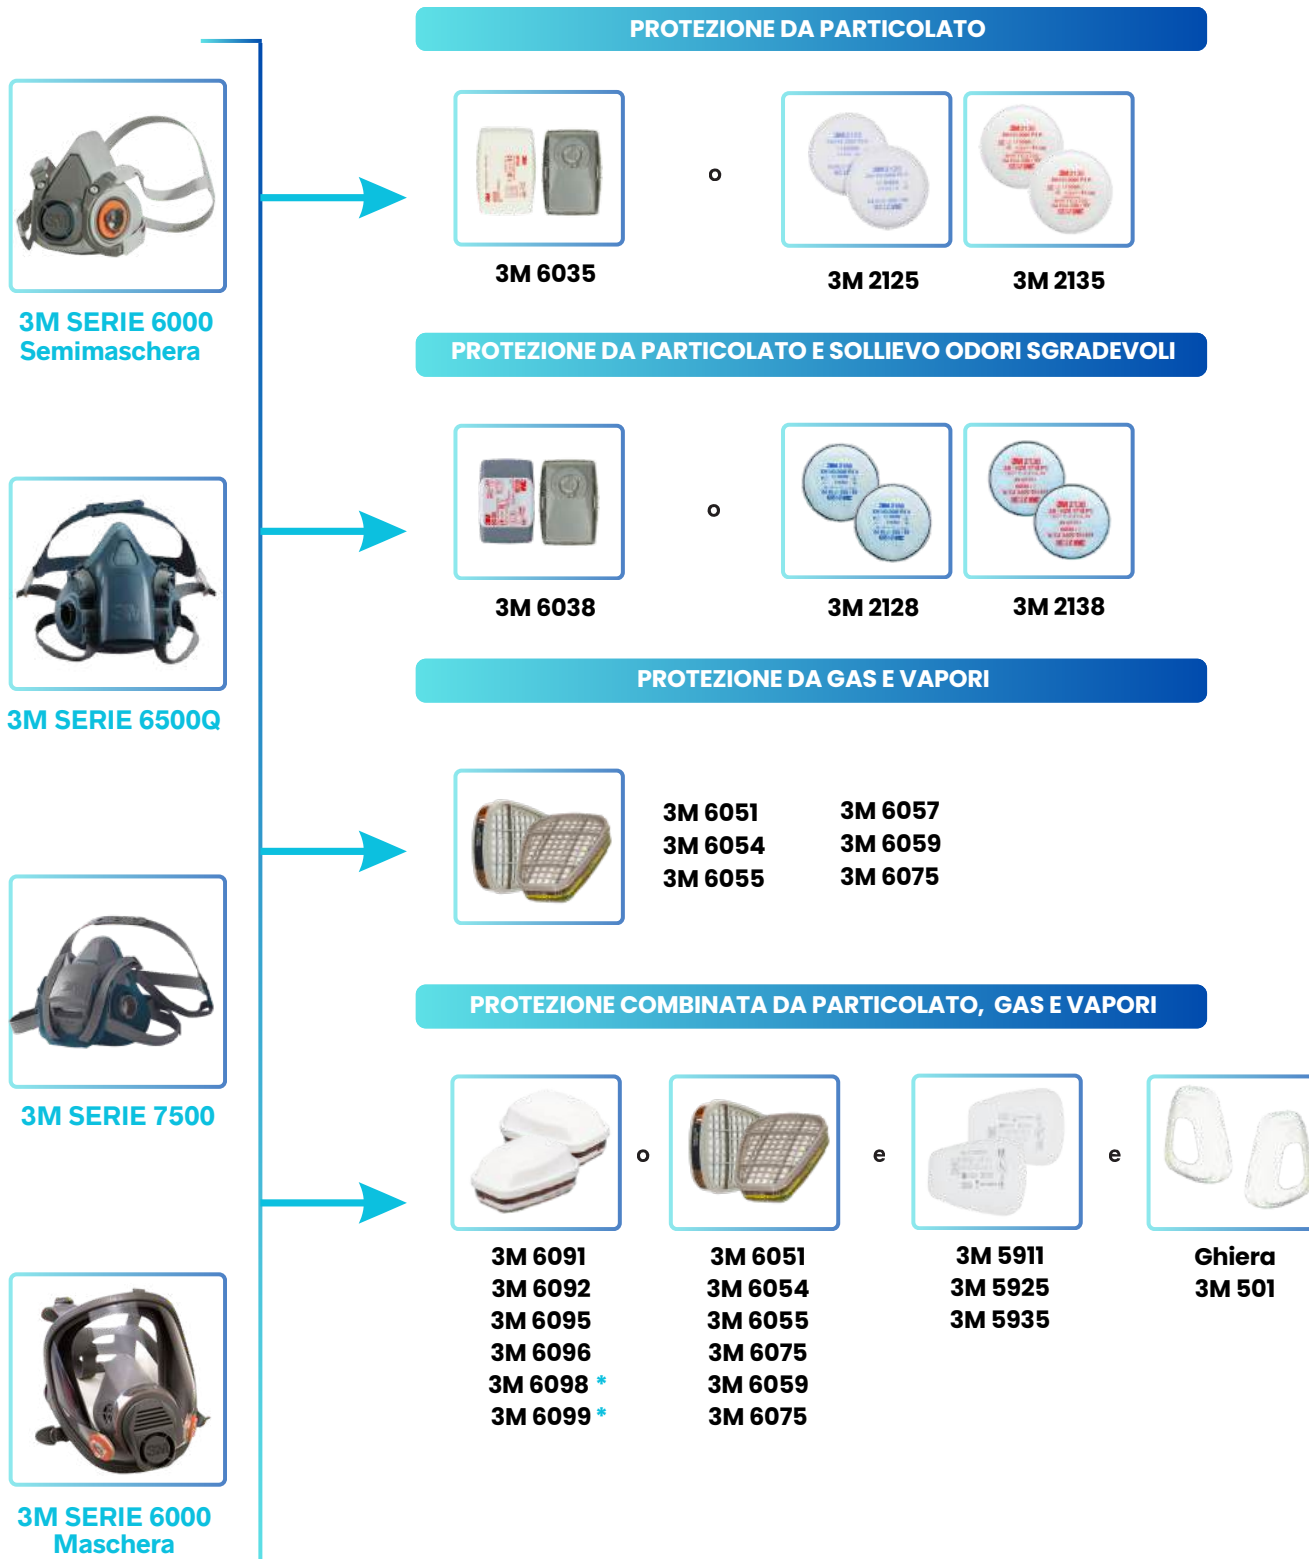 PROTEZIONE DA PARTICOLATO
3M SERIE 6000
Semimaschera
3M 6035
o
3M 2125
3M 2135
PROTEZIONE DA PARTICOLATO E SOLLIEVO ODORI SGRADEVOLI
3M SERIE 6500Q
3M 6038
o
3M 2128
3M 2138
PROTEZIONE DA GAS E VAPORI
3M SERIE 7500
3M 6051
3M 6054
3M 6055
3M 6057
3M 6059
3M 6075
PROTEZIONE COMBINATA DA PARTICOLATO, GAS E VAPORI
3M SERIE 6000
Maschera
o
e
e
3M 6091
3M 6092
3M 6095
3M 6096
3M 6098 *
3M 6099 *
3M 6051
3M 6054
3M 6055
3M 6075
3M 6059
3M 6075
3M 5911
3M 5925
3M 5935
Ghiera
3M 501